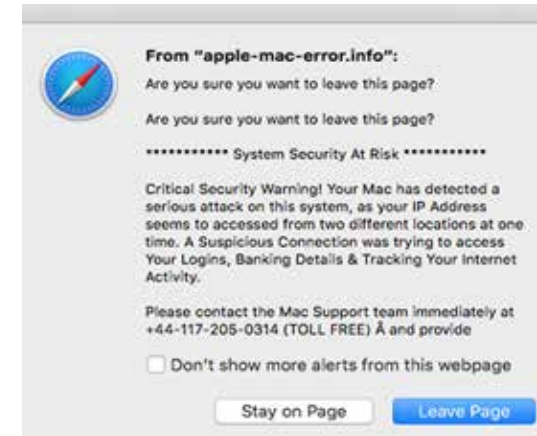 From "apple-mac-error.info":
Are you sure you want to leave this page?
Are you sure you want to leave this page?
*********** System Security At Risk ***********
Critical Security Warning! Your Mac has detected a
serious attack on this system, as your IP Address
seems to accessed from two different locations at one
time. A Suspicious Connection was trying to access
Your Logins, Banking Details & Tracking Your Internet
Activity.
Please contact the Mac Support team immediately at
+44-117-205-0314 (TOLL FREE) Â and provide
Don't show more alerts from this webpage
Stay on Page
Leave Page